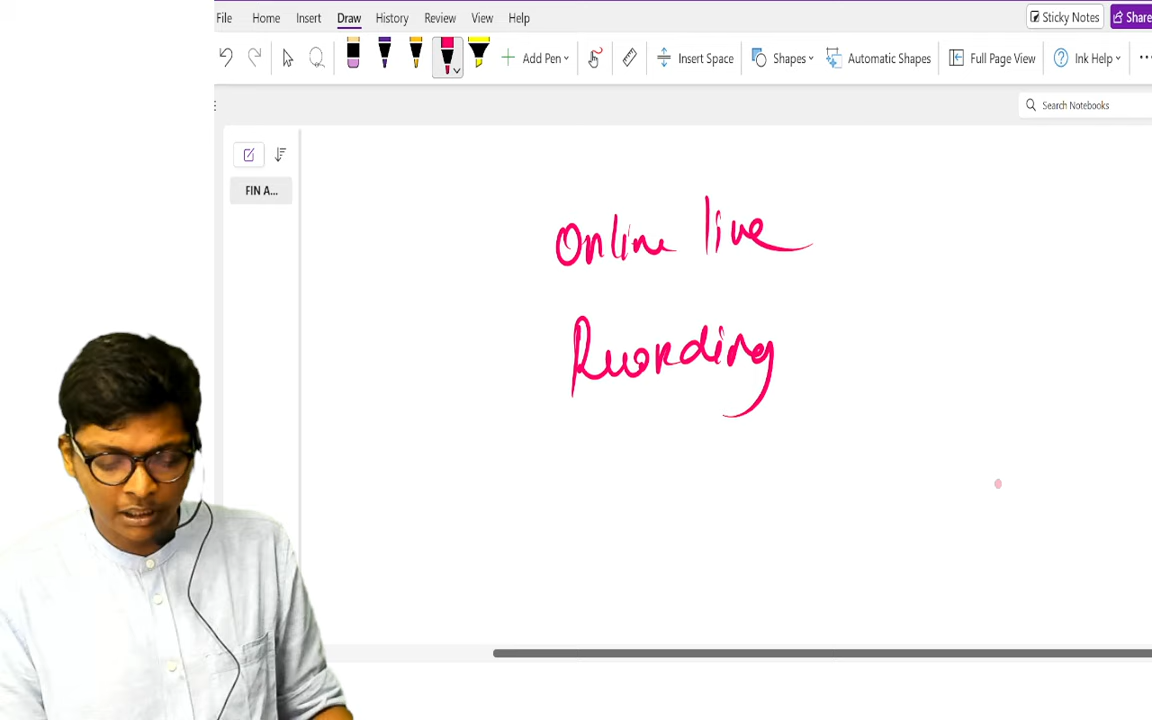 File Home Insert Draw History Review View Help Sticky Notes Share
Add Pen Insert Space Shapes Automatic Shapes Full Page View Ink Help
Search Notebooks
FIN A...
Online live
Recording